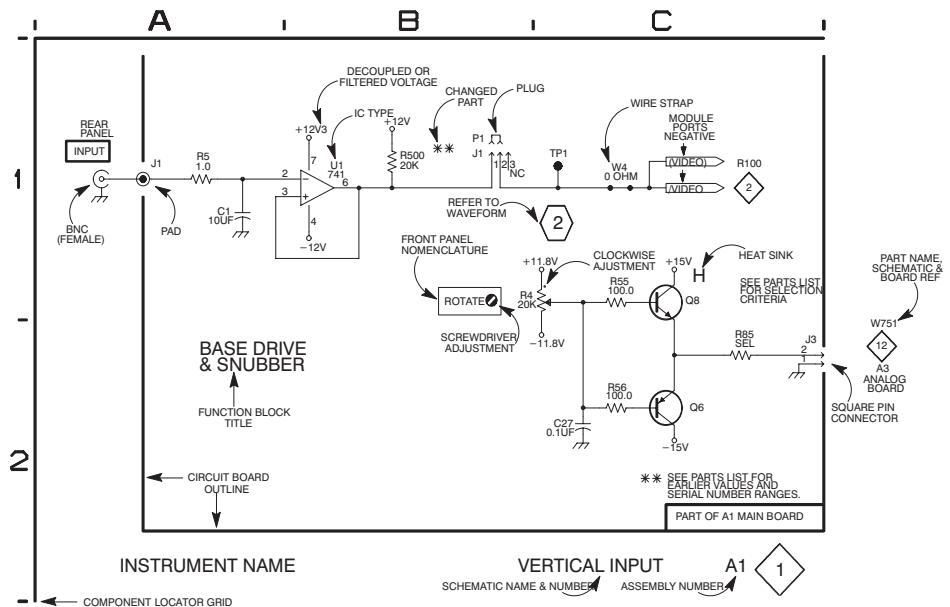 A B C
1
2
REAR
PANEL
INPUT
BNC
(FEMALE)
J1
PAD
R5
1.0
C1
10UF
DECOUPLED OR
FILTERED VOLTAGE
+12V3
IC TYPE
7
U1
741
2
3
6
4
−12V
+12V
R500
20K
CHANGED
PART
**
PLUG
P1
J1
1 2 3
NC
TP1
WIRE STRAP
W4
0 OHM
MODULE
PORTS
NEGATIVE
(VIDEO)
/VIDEO
R100
2
REFER TO
WAVEFORM
2
FRONT PANEL
NOMENCLATURE
ROTATE
SCREWDRIVER
ADJUSTMENT
+11.8V
CLOCKWISE
AJUSTMENT
R4
20K
−11.8V
R55
100.0
+15V
H
HEAT SINK
Q8
SEE PARTS LIST
FOR SELECTION
CRITERIA
PART NAME,
SCHEMATIC &
BOARD REF
W751
12
A3
ANALOG
BOARD
R85
SEL
J3
2
1
SQUARE PIN
CONNECTOR
R56
100.0
Q6
−15V
C27
0.1UF
BASE DRIVE
& SNUBBER
FUNCTION BLOCK
TITLE
CIRCUIT BOARD
OUTLINE
** SEE PARTS LIST FOR
EARLIER VALUES AND
SERIAL NUMBER RANGES.
PART OF A1 MAIN BOARD
INSTRUMENT NAME
VERTICAL INPUT
A1
1
SCHEMATIC NAME & NUMBER
ASSEMBLY NUMBER
COMPONENT LOCATOR GRID